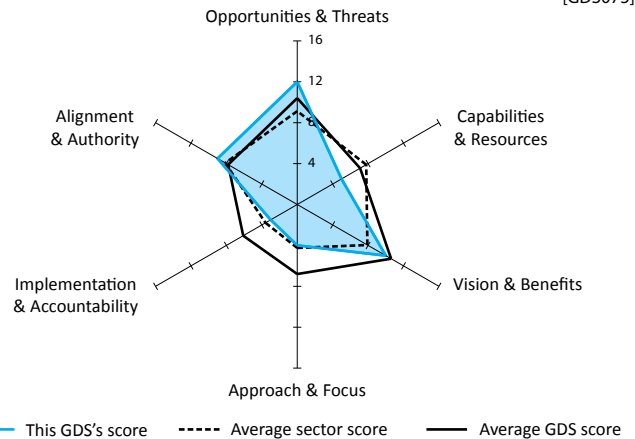 Opportunities & Threats
16
12
8
4
Alignment
& Authority
Capabilities
& Resources
Implementation
& Accountability
Vision & Benefits
Approach & Focus
This GDS's score
Average sector score
Average GDS score